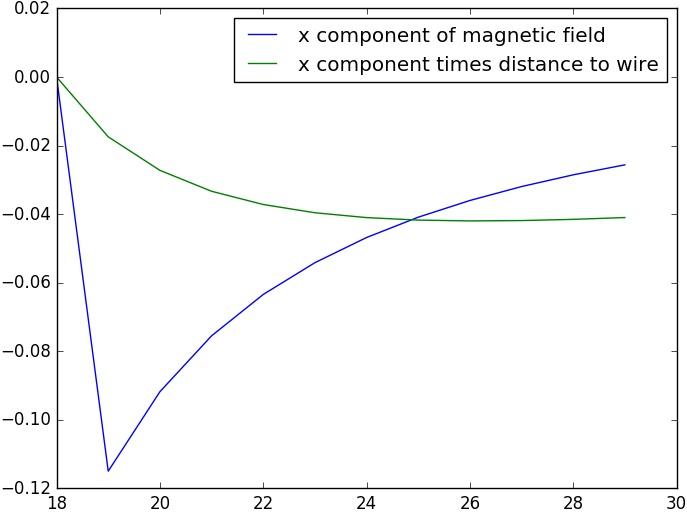 0.02
0.00
−0.02
−0.04
−0.06
−0.08
−0.10
−0.12
x component of magnetic field
x component times distance to wire
18 20 22 24 26 28 30